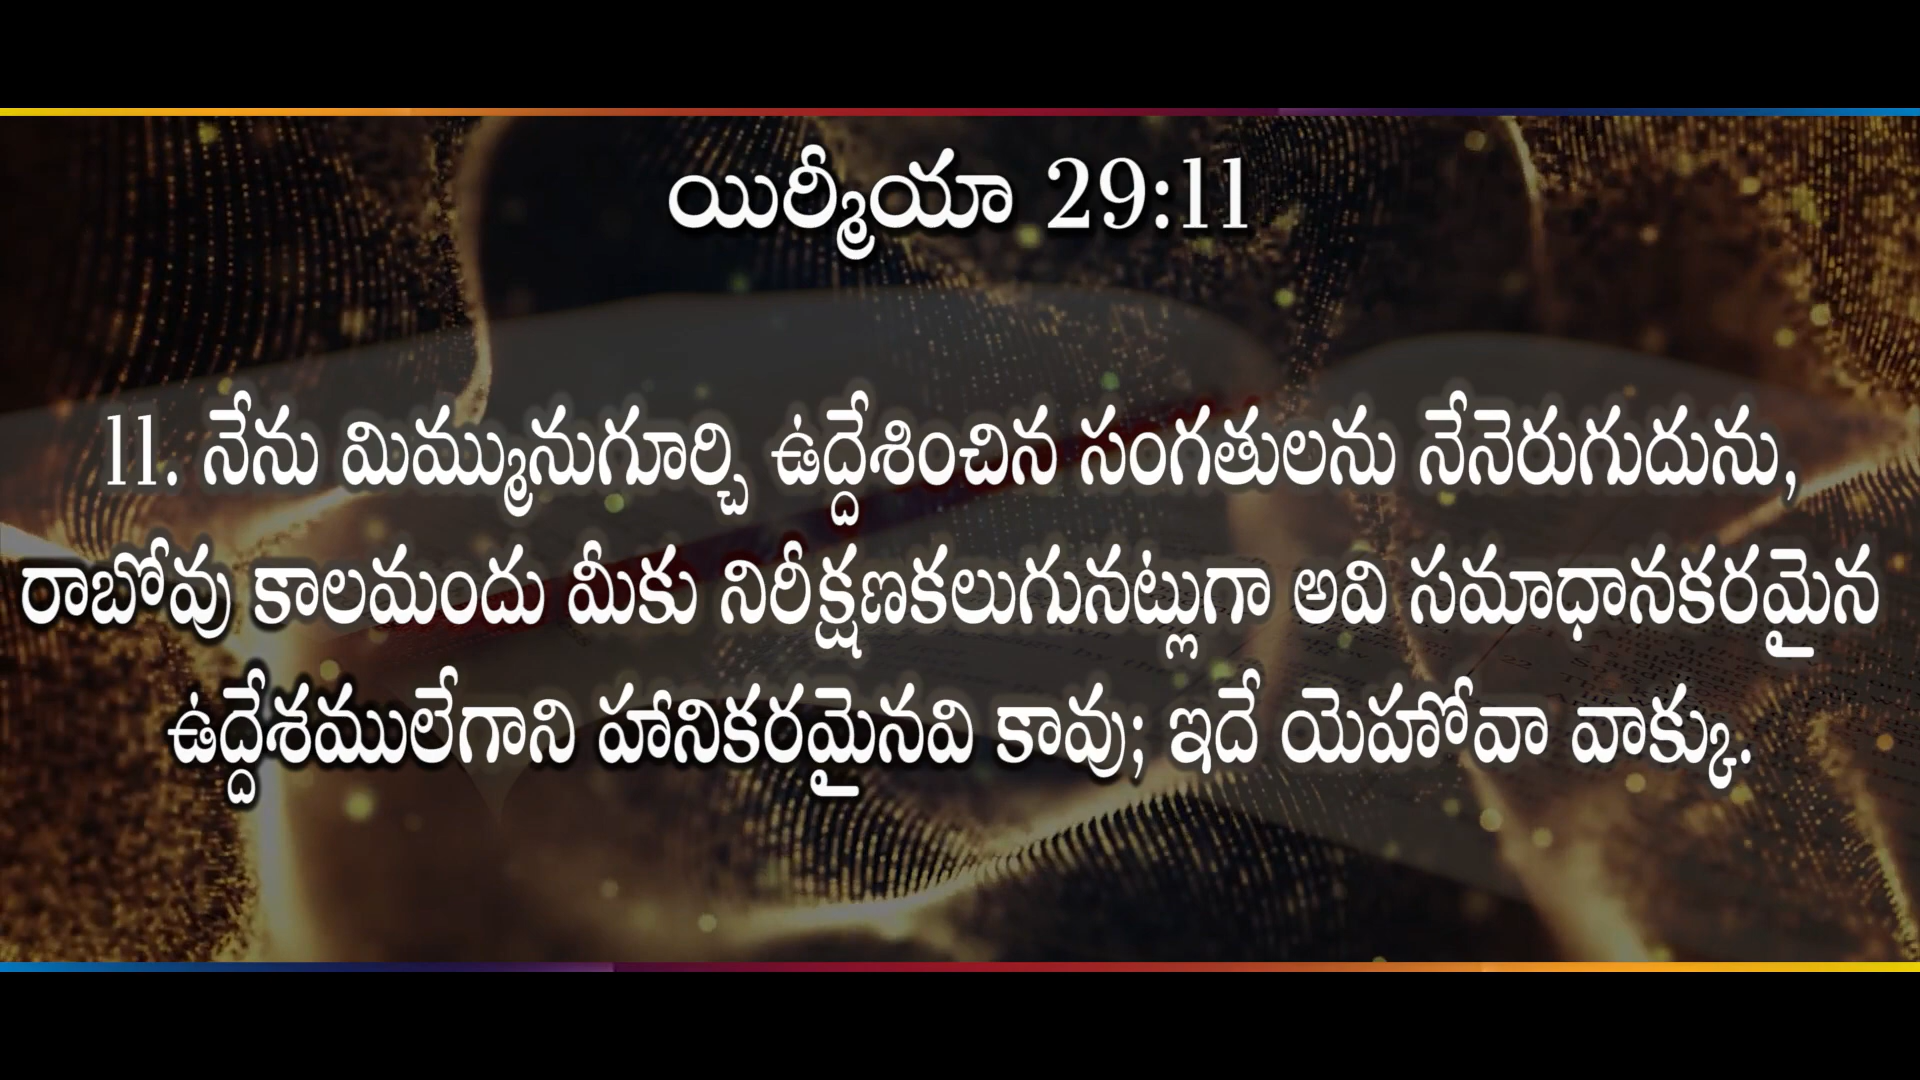 యిర్మీయా 29:11
11. నేను మిమ్మునుగూర్చి ఉద్దేశించిన సంగతులను నేనెరుగుదును,
రాబోవు కాలమందు మీకు నిరీక్షణకలుగునట్లుగా అవి సమాధానకరమైన
ఉద్దేశములేగాని హానికరమైనవి కావు; ఇదే యెహోవా వాక్కు.